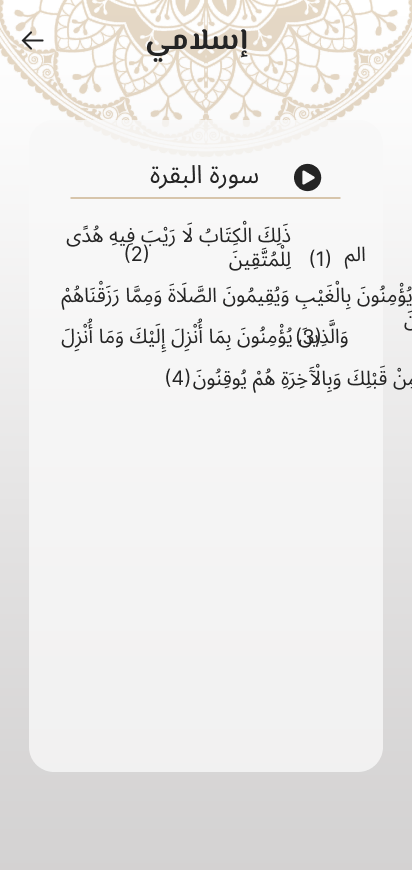 إسلامي
سورة البقرة
الم (1) ذَلِكَ الْكِتَابُ لَا رَيْبَ فِيهِ هُدًى
لِلْمُتَّقِينَ (2)
يُؤْمِنُونَ بِالْغَيْبِ وَيُقِيمُونَ الصَّلَاةَ وَمِمَّا رَزَقْنَاهُمْ
(3) وَالَّذِينَ يُؤْمِنُونَ بِمَا أُنْزِلَ إِلَيْكَ وَمَا أُنْزِلَ
مِنْ قَبْلِكَ وَبِالْآَخِرَةِ هُمْ يُوقِنُونَ (4)